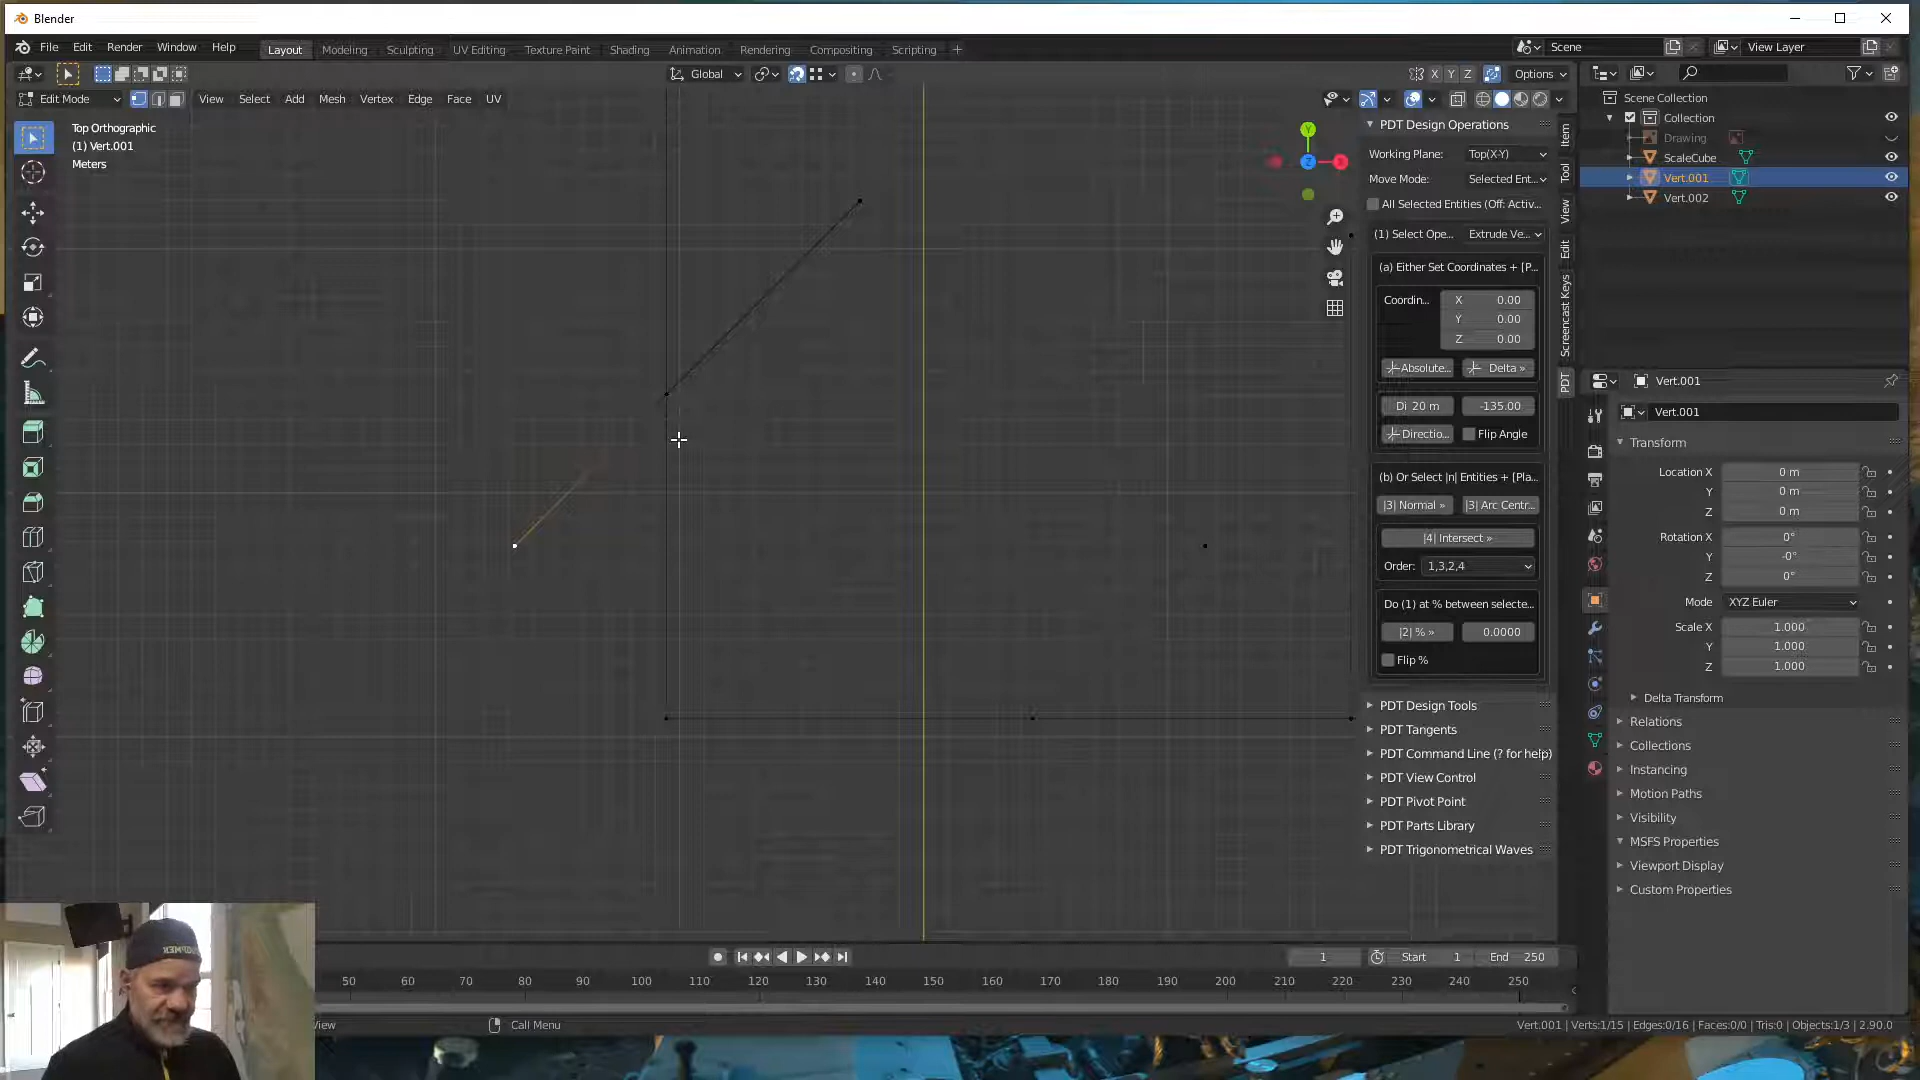 Blender
File Edit Render Window Help
Layout Modeling Sculpting UV Editing Texture Paint Shading Animation Rendering Compositing Scripting
Scene
View Layer
Global
X Y Z
Options
Edit Mode
View Select Add Mesh Vertex Edge Face UV
Top Orthographic
(1) Vert.001
Meters
Y
Z
X
PDT Design Operations
Working Plane: Top(X-Y)
Move Mode: Selected Ent...
All Selected Entities (Off: Activ...
(1) Select Ope... Extrude Ve...
(a) Either Set Coordinates + [P...
Coordin... X 0.00
Y 0.00
Z 0.00
Absolute... Delta »
Di 20 m -135.00
Directio... Flip Angle
(b) Or Select |n| Entities + [Pla...
|3| Normal » |3| Arc Centr...
|4| Intersect »
Order: 1,3,2,4
Do (1) at % between selecte...
|2| % » 0.0000
Flip %
PDT Design Tools
PDT Tangents
PDT Command Line (? for help)
PDT View Control
PDT Pivot Point
PDT Parts Library
PDT Trigonometrical Waves
Item
Tool
View
Edit
Screencast Keys
PDT
Scene Collection
Collection
Drawing
ScaleCube
Vert.001
Vert.002
Vert.001
Vert.001
Transform
Location X 0 m
Y 0 m
Z 0 m
Rotation X 0°
Y -0°
Z 0°
Mode XYZ Euler
Scale X 1.000
Y 1.000
Z 1.000
Delta Transform
Relations
Collections
Instancing
Motion Paths
Visibility
MSFS Properties
Viewport Display
Custom Properties
1 Start 1 End 250
50 60 70 80 90 100 110 120 130 140 150 160 170 180 190 200 210 220 230 240 250
View Call Menu
Vert.001 | Verts:1/15 | Edges:0/16 | Faces:0/0 | Tris:0 | Objects:1/3 | 2.90.0